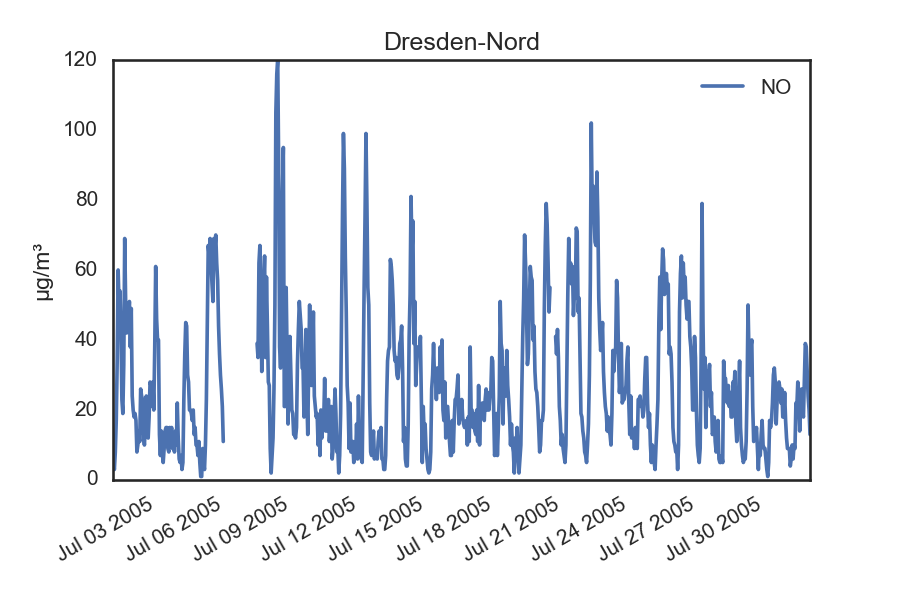 Dresden-Nord
NO
µg/m³
120
100
80
60
40
20
0
Jul 03 2005
Jul 06 2005
Jul 09 2005
Jul 12 2005
Jul 15 2005
Jul 18 2005
Jul 21 2005
Jul 24 2005
Jul 27 2005
Jul 30 2005